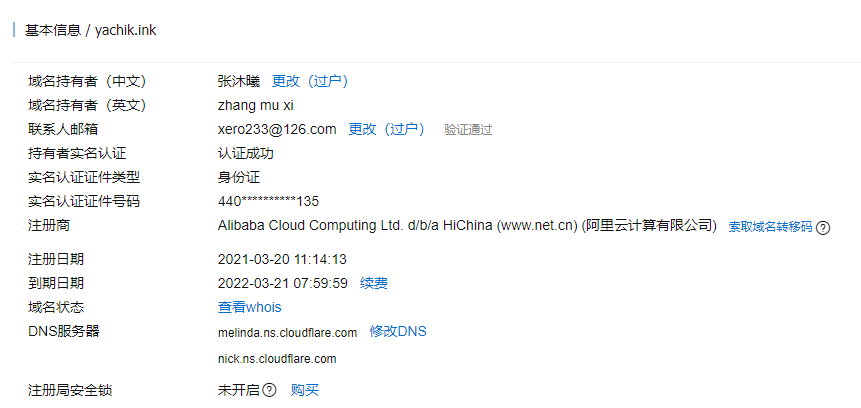 基本信息 / yachik.ink
域名持有者（中文） 张沐曦 更改（过户）
域名持有者（英文） zhang mu xi
联系人邮箱 xero233@126.com 更改（过户） 验证通过
持有者实名认证 认证成功
实名认证证件类型 身份证
实名认证证件号码 440**********135
注册商 Alibaba Cloud Computing Ltd. d/b/a HiChina (www.net.cn) (阿里云计算有限公司) 索取域名转移码 ?
注册日期 2021-03-20 11:14:13
到期日期 2022-03-21 07:59:59 续费
域名状态 查看whois
DNS服务器 melinda.ns.cloudflare.com 修改DNS
nick.ns.cloudflare.com
注册局安全锁 未开启 ? 购买